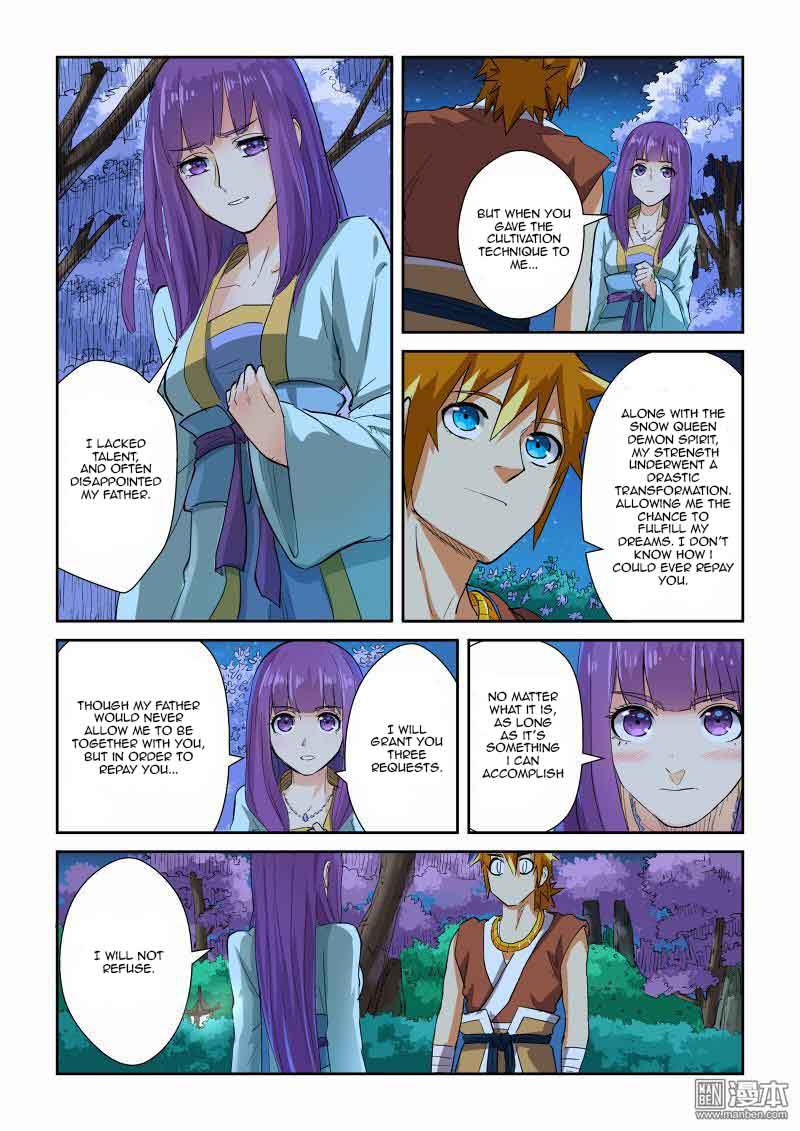 I LACKED
TALENT,
AND OFTEN
DISAPPOINTED
MY FATHER.
BUT WHEN YOU
GAVE THE
CULTIVATION
TECHNIQUE TO
ME...
ALONG WITH THE
SNOW QUEEN
DEMON SPIRIT,
MY STRENGTH
UNDERWENT A
DRASTIC
TRANSFORMATION.
ALLOWING ME THE
CHANCE TO
FULFILL MY
DREAMS. I DON'T
KNOW HOW I
COULD EVER REPAY
YOU.
THOUGH MY FATHER
WOULD NEVER
ALLOW ME TO BE
TOGETHER WITH YOU,
BUT IN ORDER TO
REPAY YOU...
I WILL
GRANT YOU
THREE
REQUESTS.
NO MATTER
WHAT IT IS,
AS LONG
AS IT'S
SOMETHING
I CAN
ACCOMPLISH
I WILL NOT
REFUSE.
MAN
BEN
漫本
www.manben.com